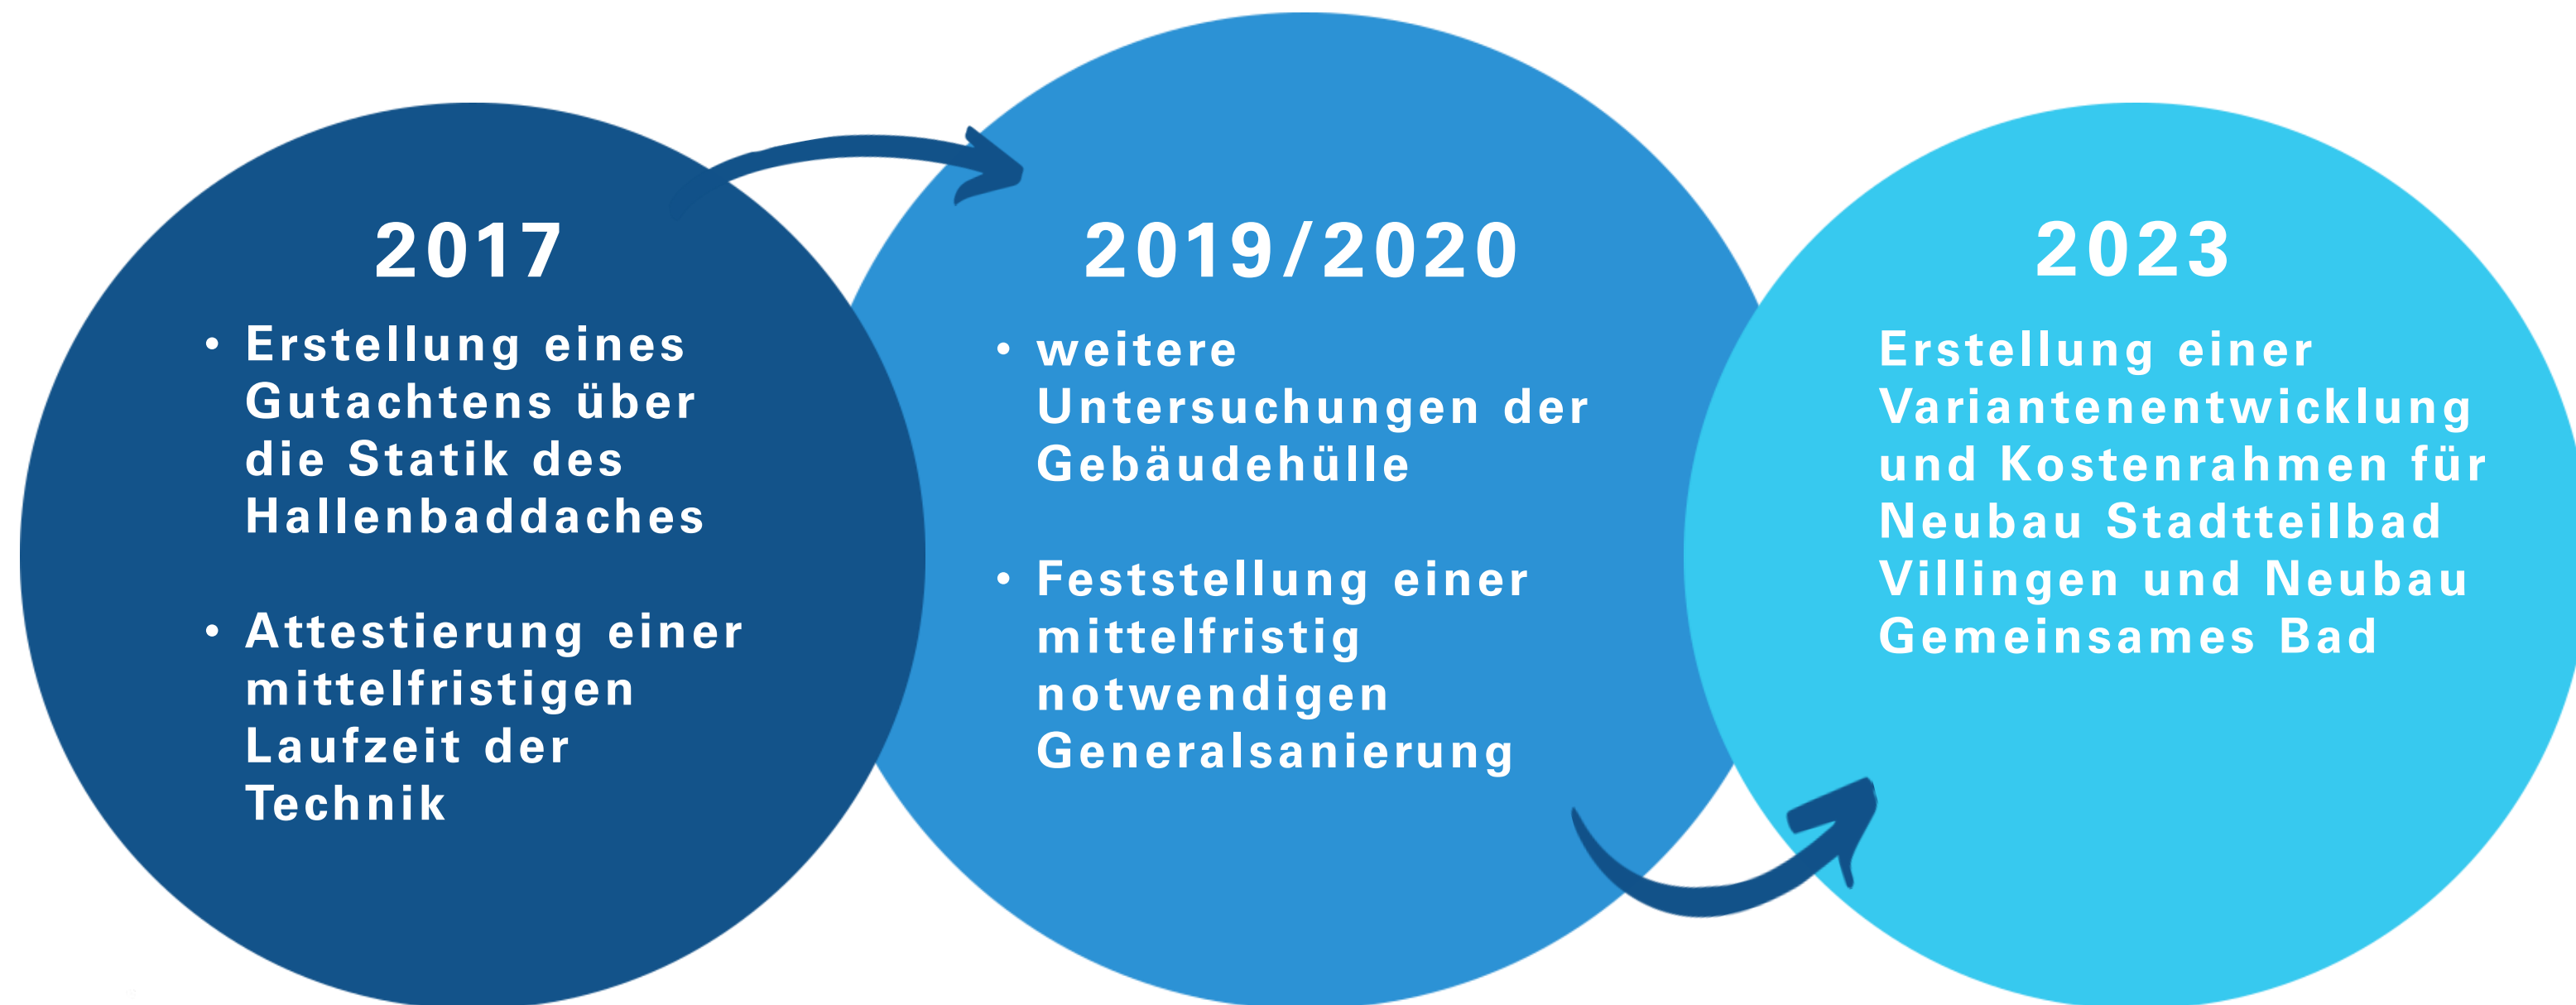 2017
• Erstellung eines
Gutachtens über
die Statik des
Hallenbaddaches
• Attestierung einer
mittelfristigen
Laufzeit der
Technik
2019/2020
• weitere
Untersuchungen der
Gebäudehülle
• Feststellung einer
mittelfristig
notwendigen
Generalsanierung
2023
Erstellung einer
Variantenentwicklung
und Kostenrahmen für
Neubau Stadtteilbad
Villingen und Neubau
Gemeinsames Bad